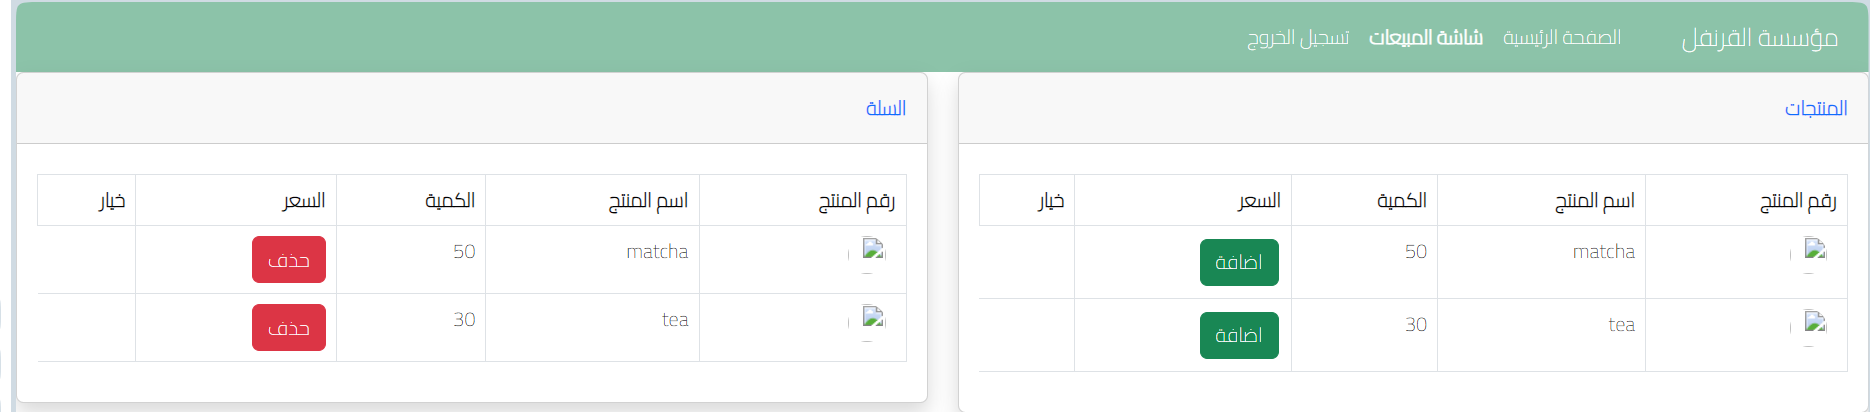 مؤسسة القرنفل الصفحة الرئيسية شاشة المبيعات تسجيل الخروج
المنتجات
رقم المنتج اسم المنتج الكمية السعر خيار
matcha 50 اضافة
tea 30 اضافة
السلة
رقم المنتج اسم المنتج الكمية السعر خيار
matcha 50 حذف
tea 30 حذف